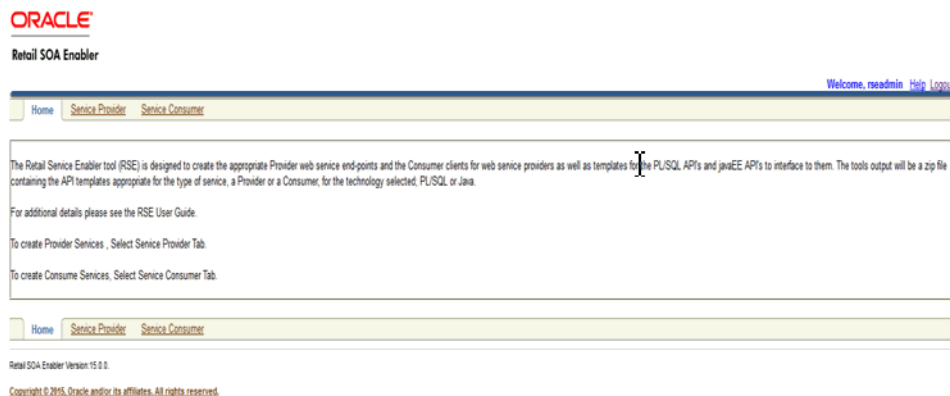 ORACLE
Retail SOA Enabler
Welcome, rseadmin Help Logou
Home Service Provider Service Consumer
The Retail Service Enabler tool (RSE) is designed to create the appropriate Provider web service end-points and the Consumer clients for web service providers as well as templates for the PL/SQL API's and javaEE API's to interface to them. The tools output will be a zip file
containing the API templates appropriate for the type of service, a Provider or a Consumer, for the technology selected, PL/SQL or Java.
For additional details please see the RSE User Guide.
To create Provider Services , Select Service Provider Tab.
To create Consume Services, Select Service Consumer Tab.
Home Service Provider Service Consumer
Retail SOA Enabler Version:15.0.0.
Copyright © 2015, Oracle and/or its affiliates. All rights reserved.